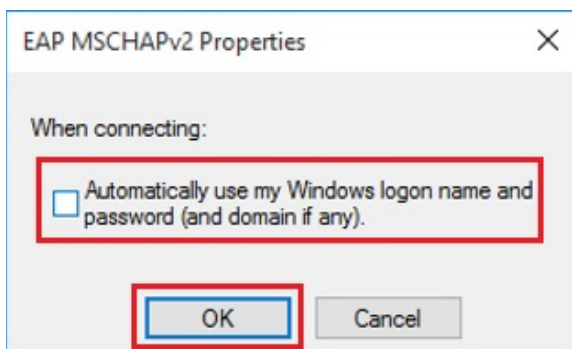 EAP MSCHAPv2 Properties
When connecting:
Automatically use my Windows logon name and
password (and domain if any).
OK Cancel